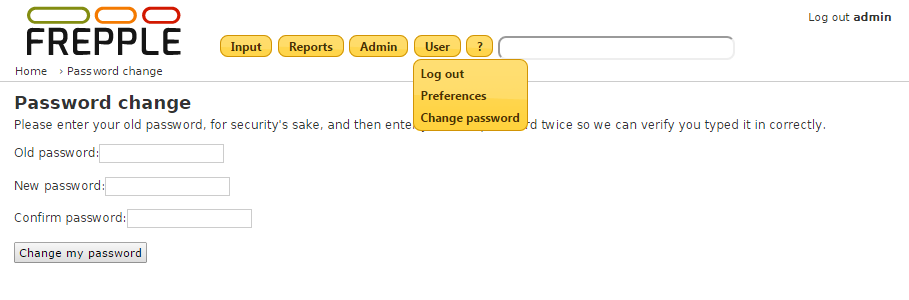 Log out admin
FREPPLE
Input Reports Admin User ?
Home › Password change
Log out
Preferences
Change password
Password change
Please enter your old password, for security's sake, and then enter twice so we can verify you typed it in correctly.
Old password:
New password:
Confirm password:
Change my password